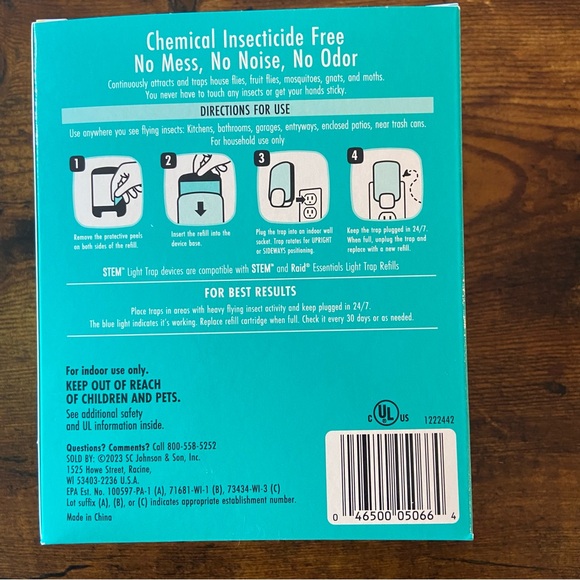 Chemical Insecticide Free
No Mess, No Noise, No Odor
Continuously attracts and traps house flies, fruit flies, mosquitoes, gnats, and moths.
You never have to touch any insects or get your hands sticky.
DIRECTIONS FOR USE
Use anywhere you see flying insects: Kitchens, bathrooms, garages, entryways, enclosed patios, near trash cans.
For household use only
1
2
3
4
Remove the protective peels
on both sides of the refill.
Insert the refill into the
device base.
Plug the trap into an indoor wall
socket. Trap rotates for UPRIGHT
or SIDEWAYS positioning.
Keep the trap plugged in 24/7.
When full, unplug the trap and
replace with a new refill.
STEM™ Light Trap devices are compatible with STEM™ and Raid® Essentials Light Trap Refills
FOR BEST RESULTS
Place traps in areas with heavy flying insect activity and keep plugged in 24/7.
The blue light indicates it's working. Replace refill cartridge when full. Check it every 30 days or as needed.
For indoor use only.
KEEP OUT OF REACH
OF CHILDREN AND PETS.
See additional safety
and UL information inside.
Questions? Comments? Call 800-558-5252
SOLD BY: ©2023 SC Johnson & Son, Inc.
1525 Howe Street, Racine,
WI 53403-2236 U.S.A.
EPA Est. No. 100597-PA-1 (A), 71681-WI-1 (B), 73434-WI-3 (C)
Lot suffix (A), (B), or (C) indicates appropriate establishment number.
Made in China
C UL US
1222442
0 46500 05066 4